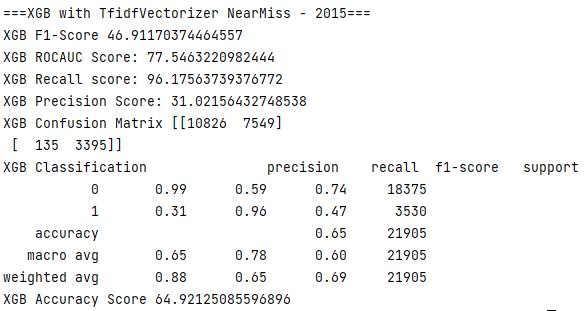 ===XGB with TfidfVectorizer NearMiss - 2015===
XGB F1-Score 46.91170374464557
XGB ROCAUC Score: 77.5463220982444
XGB Recall score: 96.17563739376772
XGB Precision Score: 31.02156432748538
XGB Confusion Matrix [[10826  7549]
 [  135  3395]]
XGB Classification               precision    recall  f1-score   support
           0       0.99      0.59      0.74     18375
           1       0.31      0.96      0.47      3530
    accuracy                           0.65     21905
   macro avg       0.65      0.78      0.60     21905
weighted avg       0.88      0.65      0.69     21905
XGB Accuracy Score 64.92125085596896